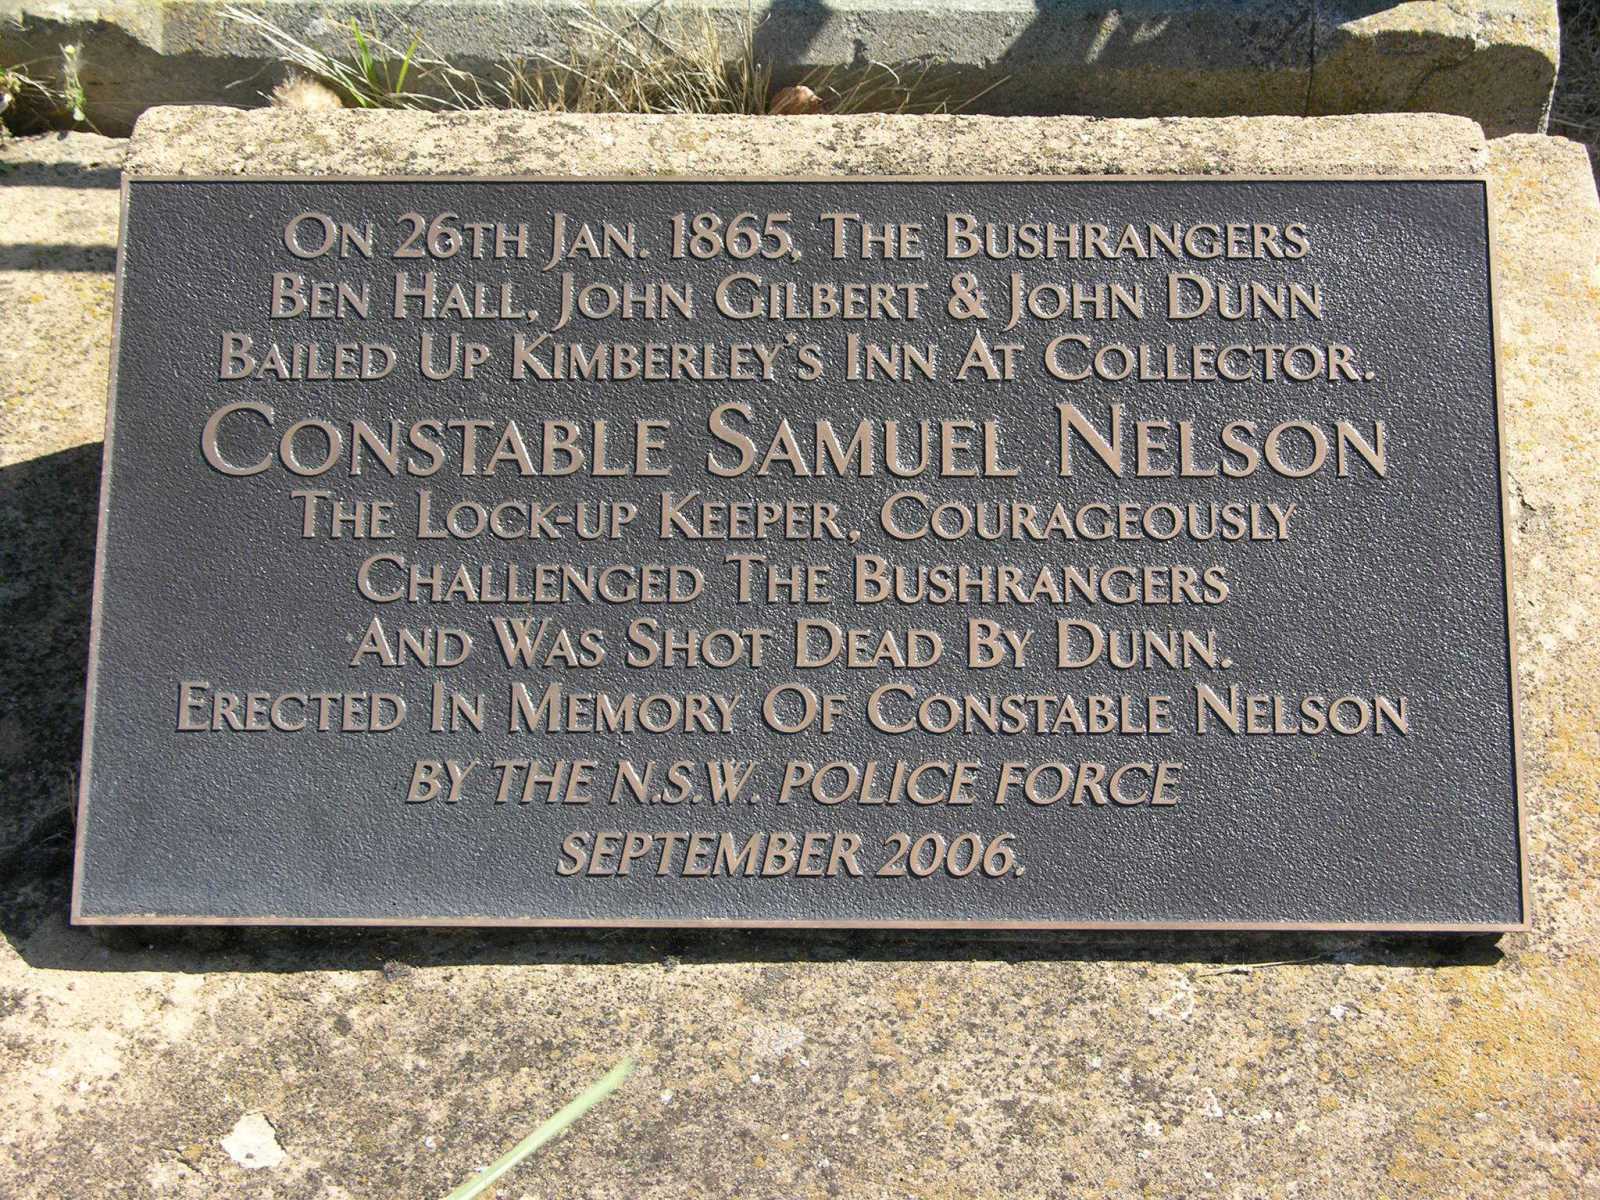 On 26th Jan. 1865, The Bushrangers
Ben Hall, John Gilbert & John Dunn
Bailed Up Kimberley's Inn At Collector.
Constable Samuel Nelson
The Lock-up Keeper, Courageously
Challenged The Bushrangers
And Was Shot Dead By Dunn.
Erected In Memory Of Constable Nelson
BY THE N.S.W. POLICE FORCE
SEPTEMBER 2006.